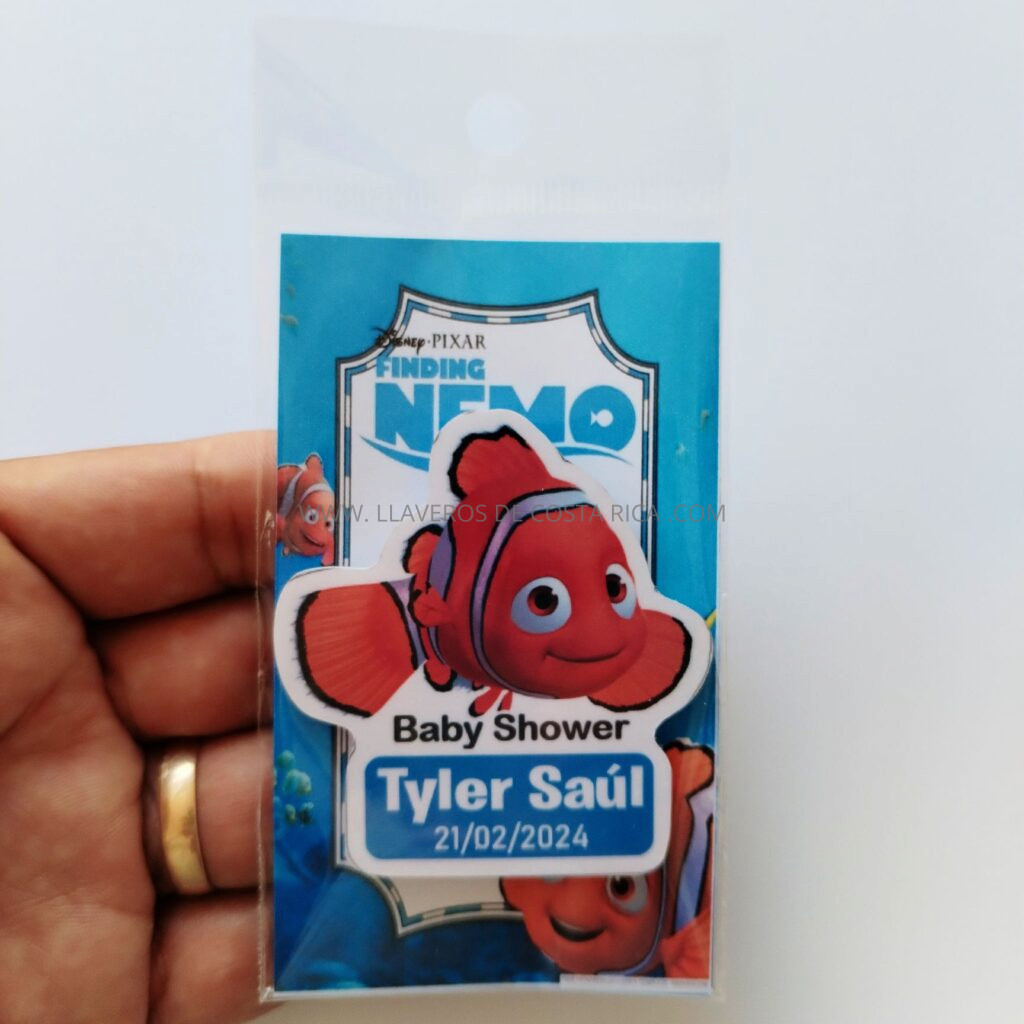 Disney·PIXAR
FINDING
NEMO
WWW. LLAVEROS DE COSTA RICA .COM
Baby Shower
Tyler Saúl
21/02/2024